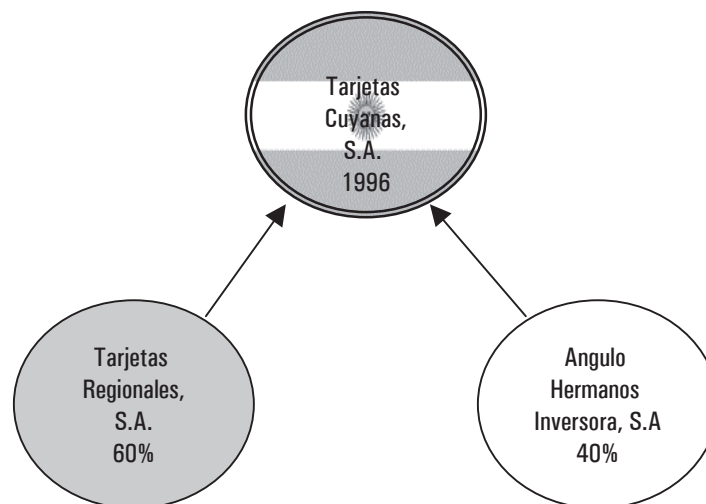 Tarjetas
Cuyanas,
S.A.
1996
Tarjetas
Regionales,
S.A.
60%
Angulo
Hermanos
Inversora, S.A
40%